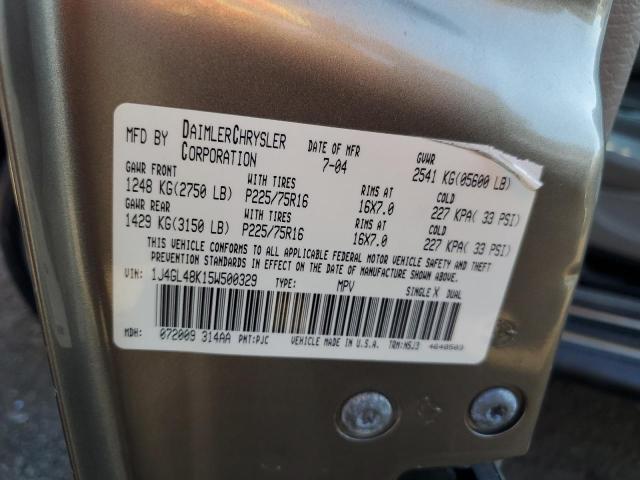 MFD BY DAIMLERCHRYSLER CORPORATION DATE OF MFR 7-04 GVWR 2541 KG(05600 LB)
GAWR FRONT WITH TIRES RIMS AT COLD
1248 KG(2750 LB) P225/75R16 16X7.0 227 KPA( 33 PSI)
GAWR REAR WITH TIRES RIMS AT COLD
1429 KG(3150 LB) P225/75R16 16X7.0 227 KPA( 33 PSI)
THIS VEHICLE CONFORMS TO ALL APPLICABLE FEDERAL MOTOR VEHICLE SAFETY AND THEFT
PREVENTION STANDARDS IN EFFECT ON THE DATE OF MANUFACTURE SHOWN ABOVE.
VIN: 1J4GL48K15W500329 TYPE: MPV SINGLE X DUAL
MDH: 072009 314AA PNT:PJC VEHICLE MADE IN U.S.A. TRM:N5J3 4648503